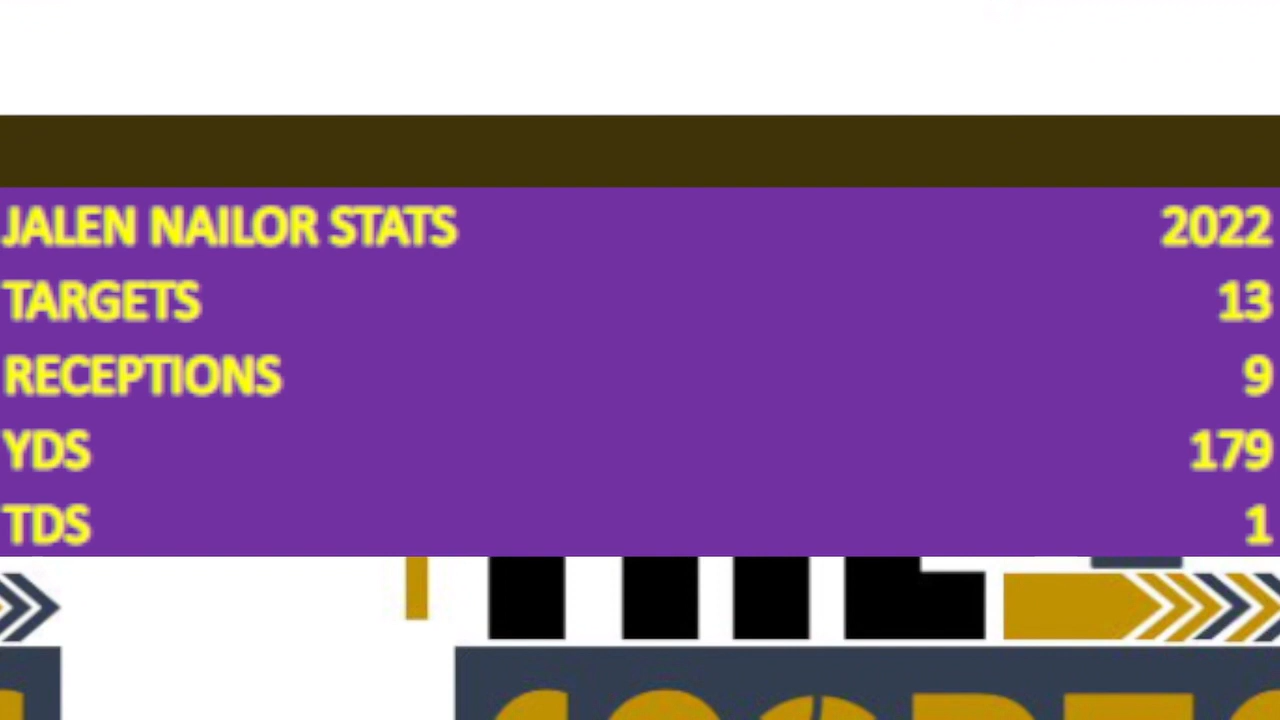 JALEN NAILOR STATS 2022
TARGETS 13
RECEPTIONS 9
YDS 179
TDS 1